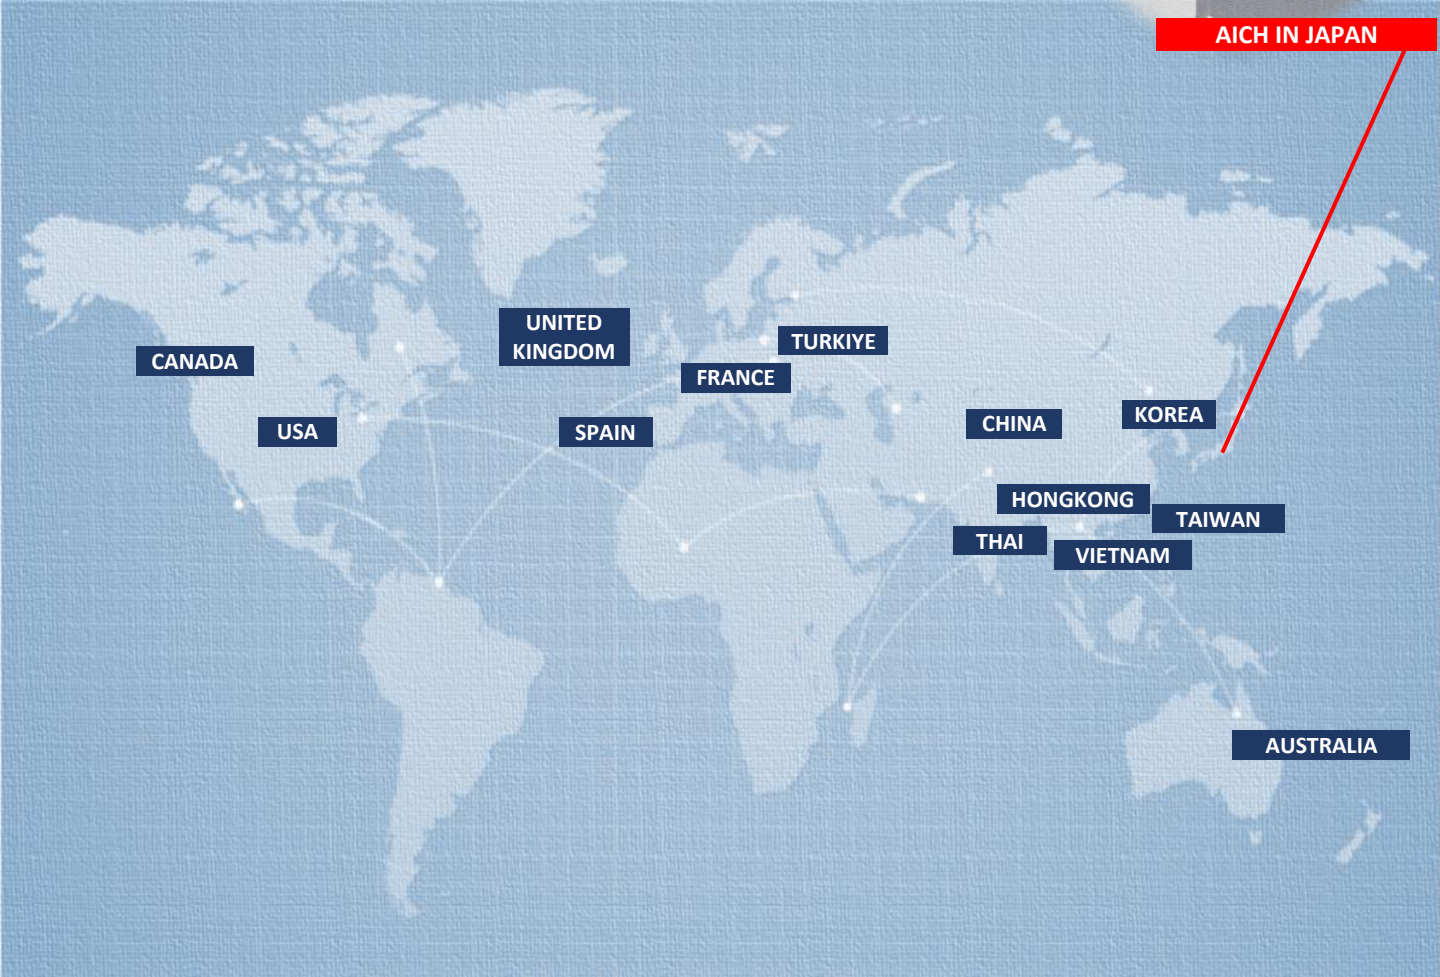 AICH IN JAPAN
UNITED
KINGDOM
TURKIYE
CANADA
FRANCE
KOREA
CHINA
USA
SPAIN
HONGKONG
TAIWAN
THAI
VIETNAM
AUSTRALIA